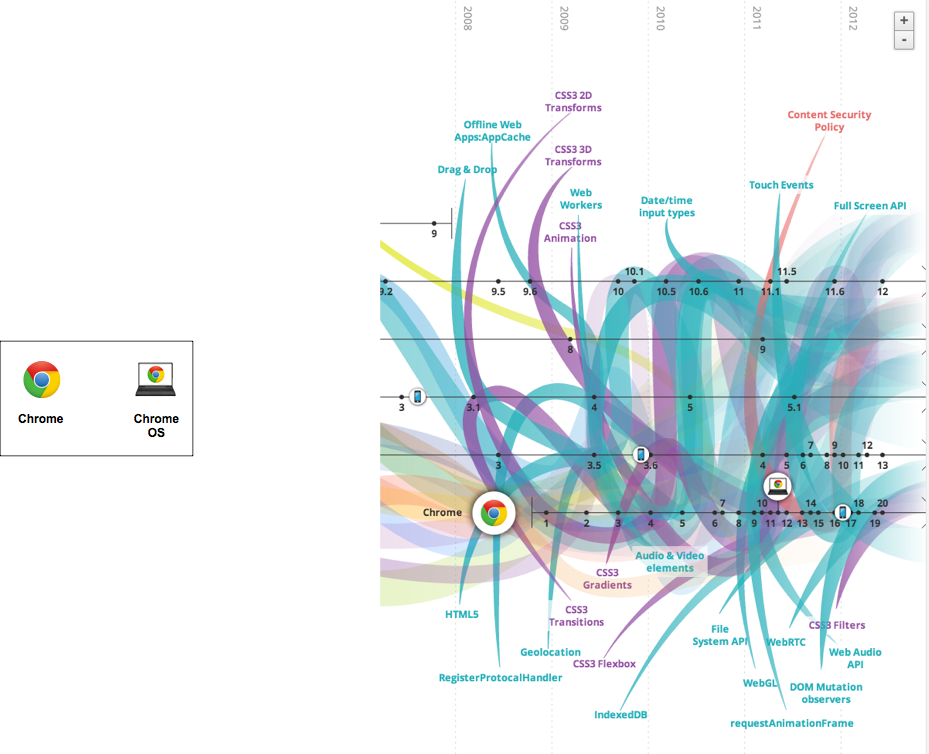 2008
2009
2010
2011
2012
+
-
CSS3 2D
Transforms
Content Security
Policy
Offline Web
Apps:AppCache
CSS3 3D
Transforms
Drag & Drop
Web
Workers
Date/time
input types
Touch Events
Full Screen API
CSS3
Animation
9
10.1
11.5
9.2
9.5
9.6
10
10.5
10.6
11
11.1
11.6
12
8
9
3
3.1
4
5
5.1
3
3.5
3.6
4
5
6
7
8
9
10
11
12
13
Chrome
1
2
3
4
5
6
7
8
9
10
11
12
13
14
15
16
17
18
19
20
Chrome
Chrome
OS
Audio & Video
elements
CSS3
Gradients
HTML5
CSS3
Transitions
File
System API
WebRTC
CSS3 Filters
Geolocation
CSS3 Flexbox
Web Audio
API
RegisterProtocalHandler
WebGL
DOM Mutation
observers
IndexedDB
requestAnimationFrame